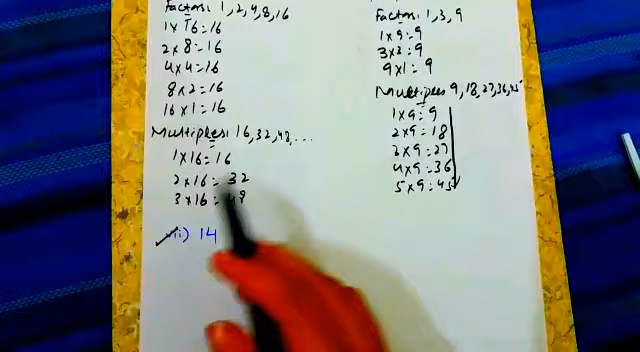 Factors: 1, 2, 4, 8, 16
1 x 16 = 16
2 x 8 = 16
4 x 4 = 16
8 x 2 = 16
16 x 1 = 16
Multiples: 16, 32, 48, ...
1 x 16 = 16
2 x 16 = 32
3 x 16 = 48
vii) 14
Factors: 1, 3, 9
1 x 9 = 9
3 x 3 = 9
9 x 1 = 9
Multiples 9, 18, 27, 36, 45
1 x 9 = 9
2 x 9 = 18
3 x 9 = 27
4 x 9 = 36
5 x 9 = 45